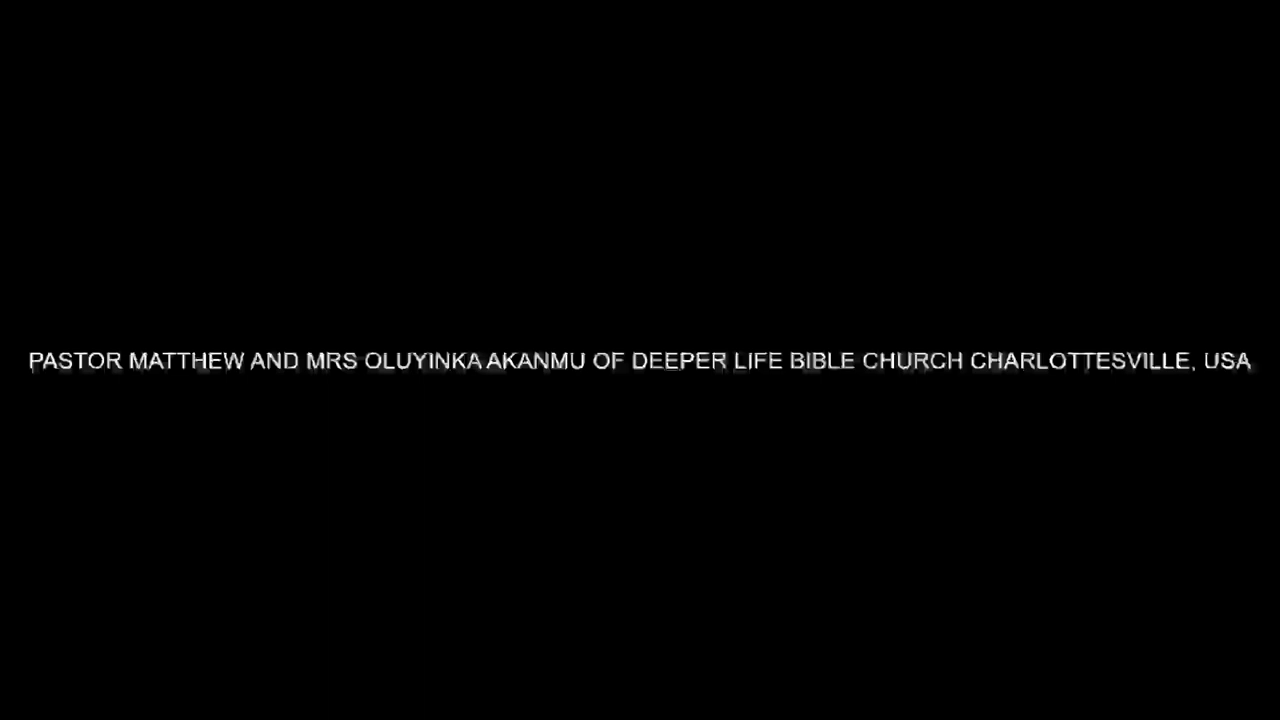 PASTOR MATTHEW AND MRS OLUYINKA AKANMU OF DEEPER LIFE BIBLE CHURCH CHARLOTTESVILLE, USA